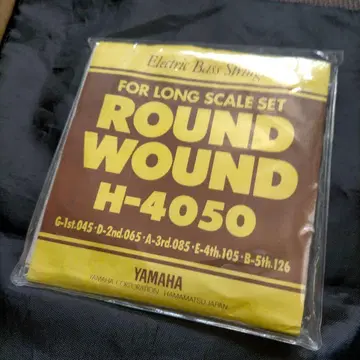 Electric Bass Strings
FOR LONG SCALE SET
ROUND
WOUND
H-4050
G-1st.045・D-2nd.065・A-3rd.085・E-4th.105・B-5th.126
YAMAHA
YAMAHA CORPORATION HAMAMATSU JAPAN